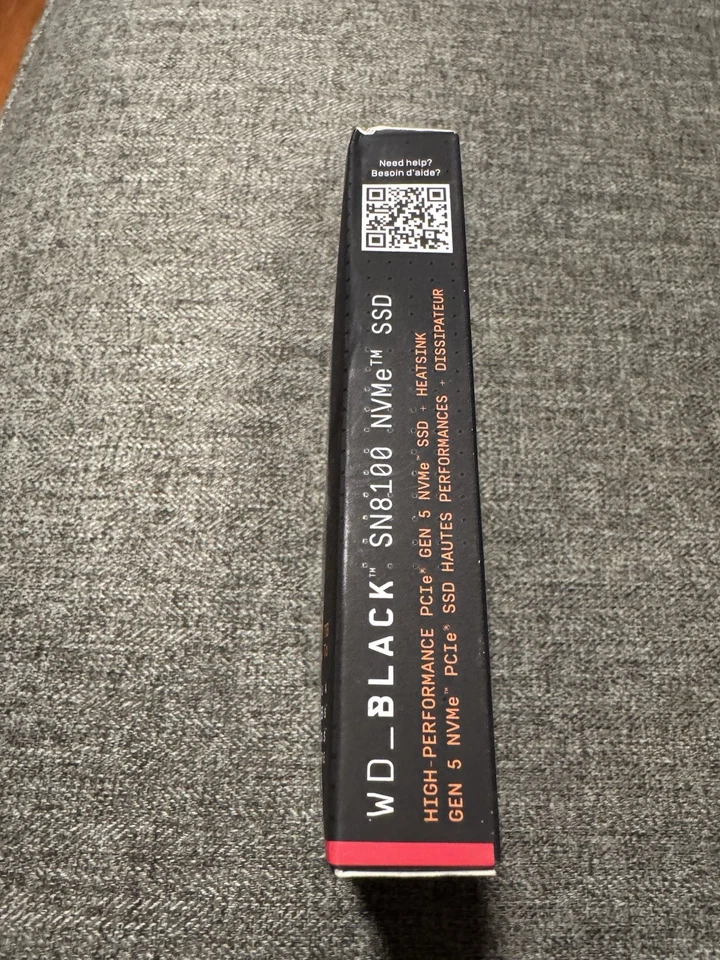 Need help?
Besoin d'aide?
WD_BLACK™ SN8100 NVMe™ SSD
HIGH-PERFORMANCE PCIe® GEN 5 NVMe™ SSD + HEATSINK
GEN 5 NVMe™ PCIe® SSD HAUTES PERFORMANCES + DISSIPATEUR